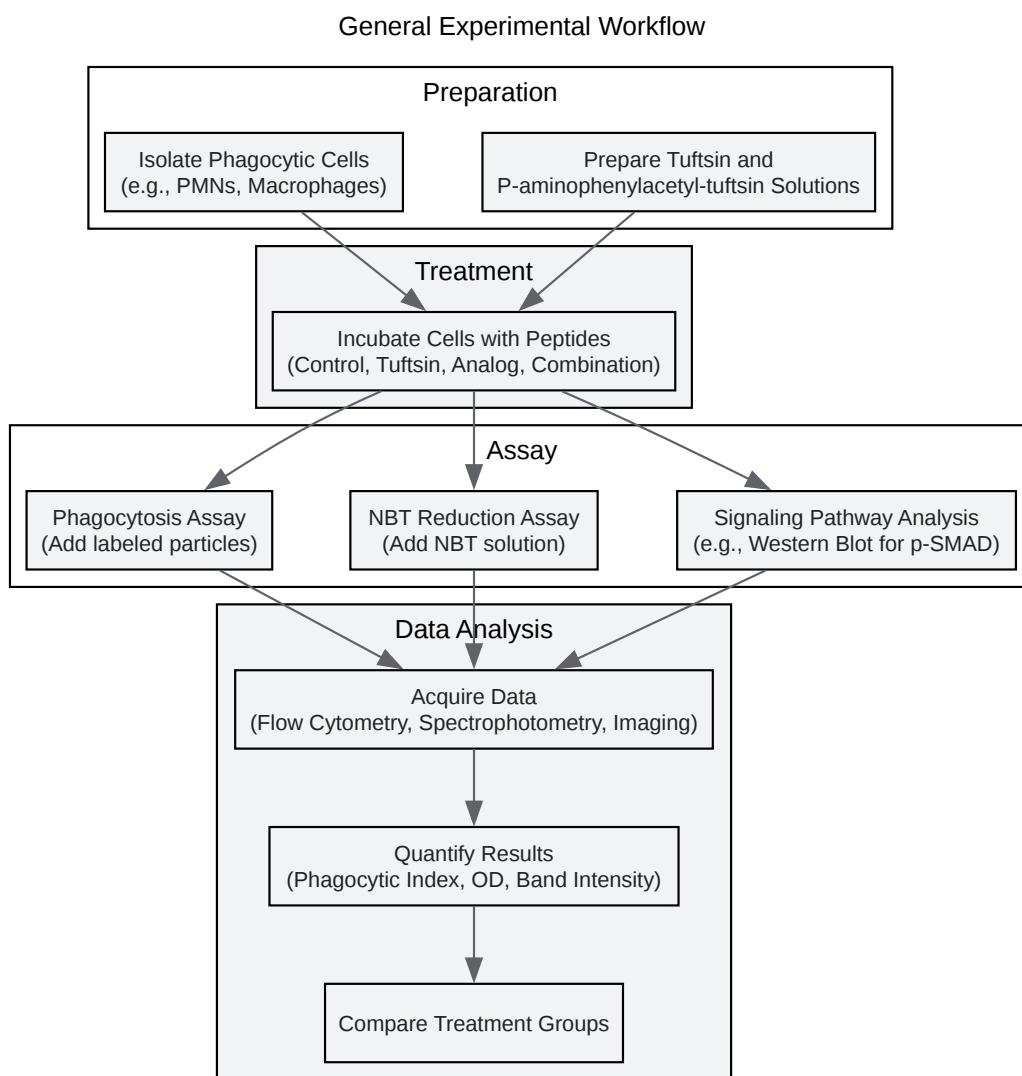 General Experimental Workflow
Preparation
Isolate Phagocytic Cells
(e.g., PMNs, Macrophages)
Prepare Tuftsin and
P-aminophenylacetyl-tuftsin Solutions
Treatment
Incubate Cells with Peptides
(Control, Tuftsin, Analog, Combination)
Assay
Phagocytosis Assay
(Add labeled particles)
NBT Reduction Assay
(Add NBT solution)
Signaling Pathway Analysis
(e.g., Western Blot for p-SMAD)
Data Analysis
Acquire Data
(Flow Cytometry, Spectrophotometry, Imaging)
Quantify Results
(Phagocytic Index, OD, Band Intensity)
Compare Treatment Groups